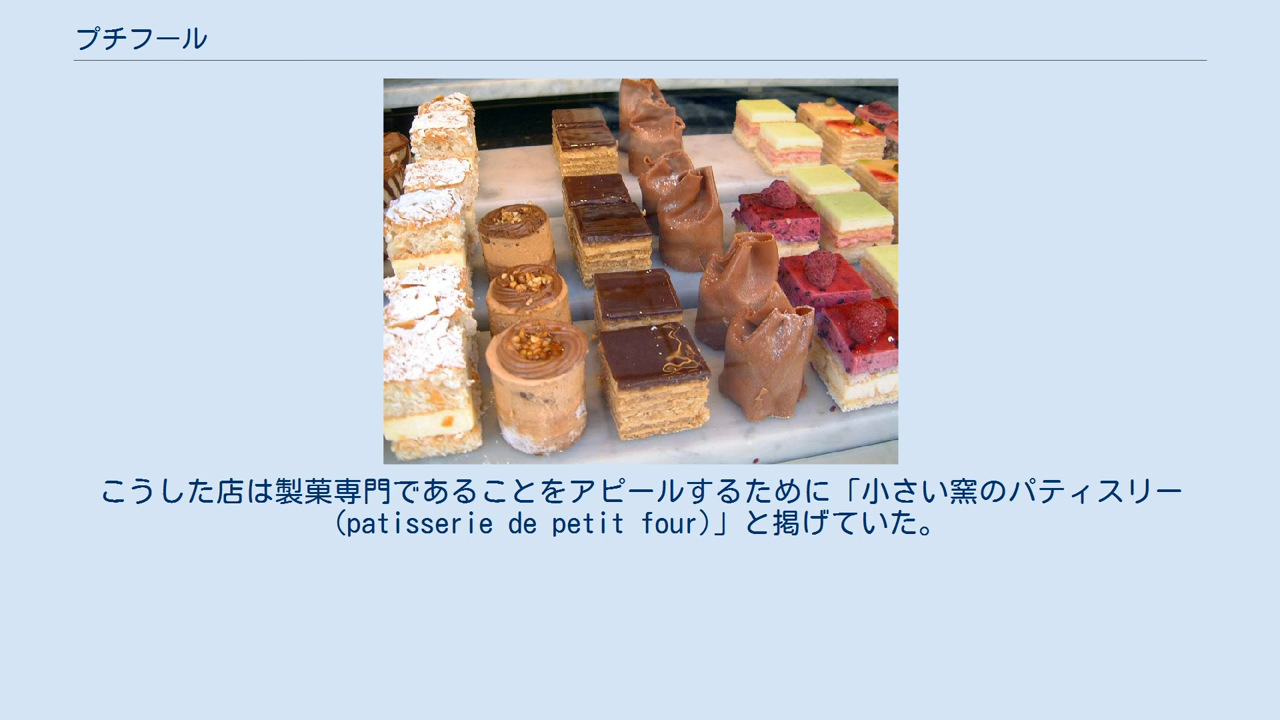 プチフール
こうした店は製菓専門であることをアピールするために「小さい窯のパティスリー
(patisserie de petit four)」と掲げていた。